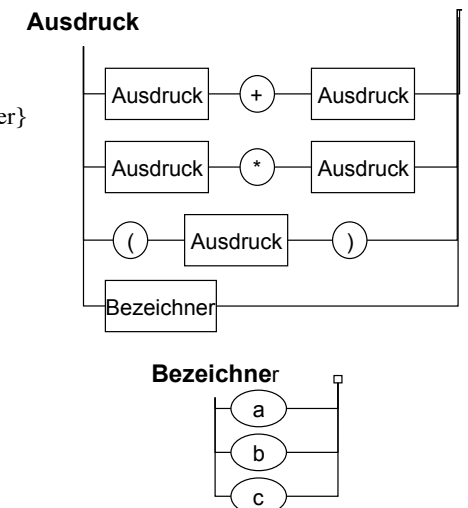 Ausdruck
Ausdruck + Ausdruck
er}
Ausdruck * Ausdruck
( Ausdruck )
Bezeichner
Bezeichner
a
b
c